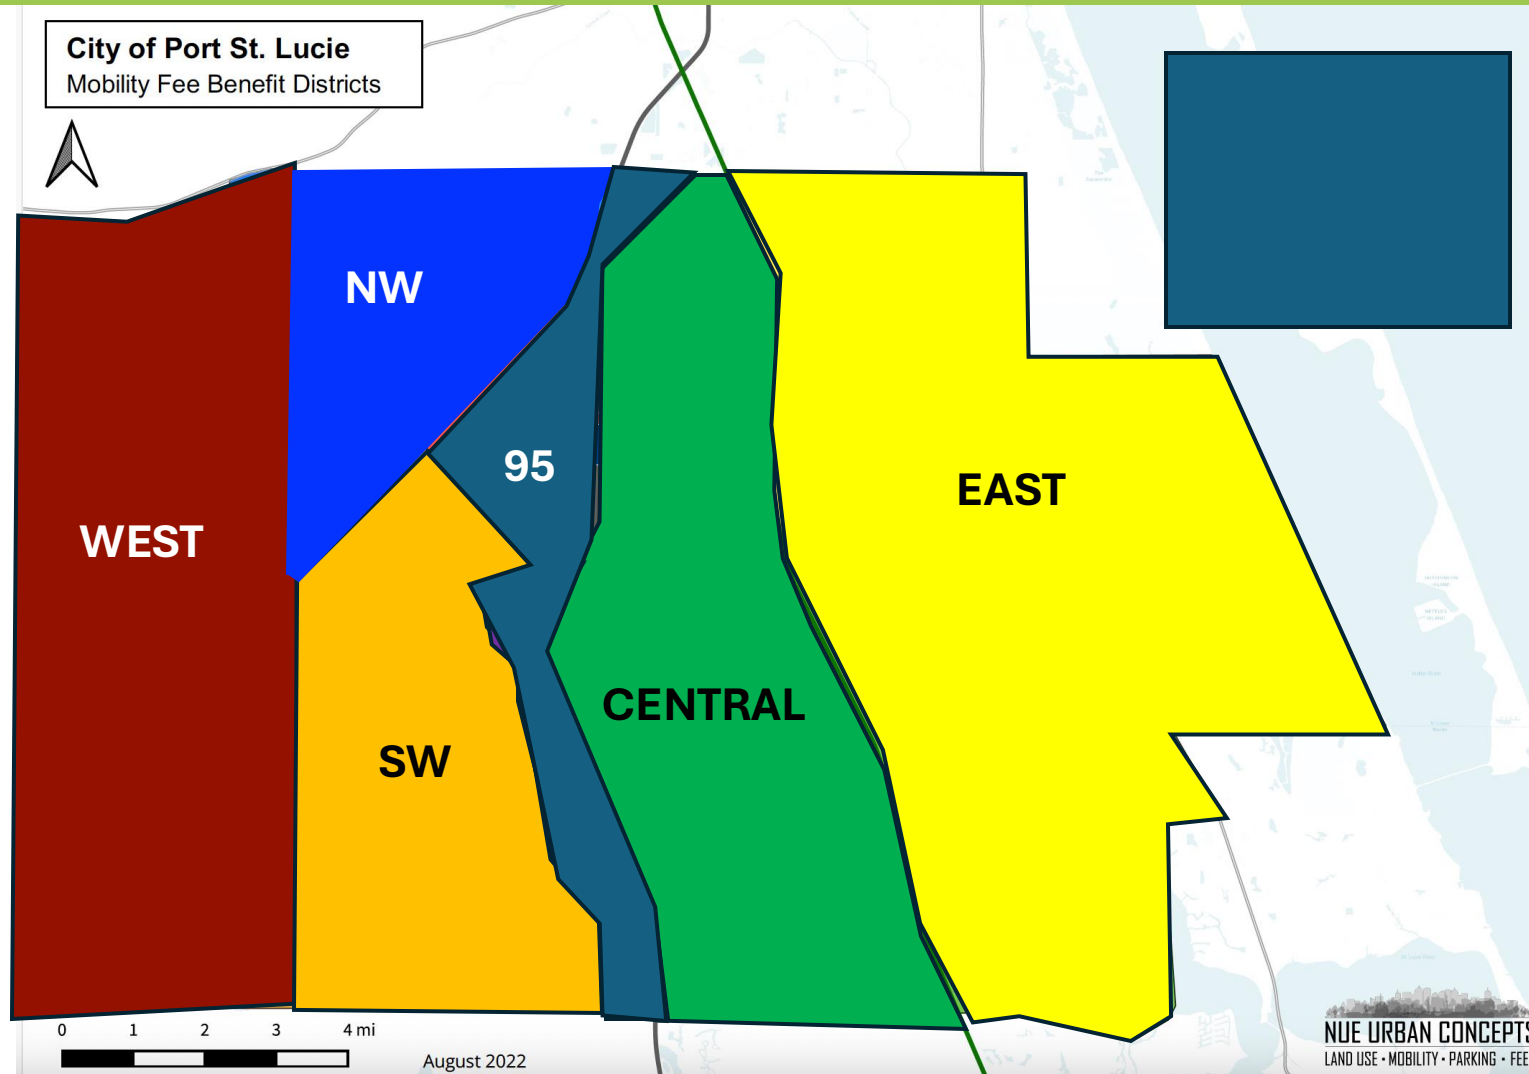 City of Port St. Lucie
Mobility Fee Benefit Districts
NW
95
EAST
WEST
CENTRAL
SW
0 1 2 3 4 mi
August 2022
NUE URBAN CONCEPTS
LAND USE • MOBILITY • PARKING • FEE